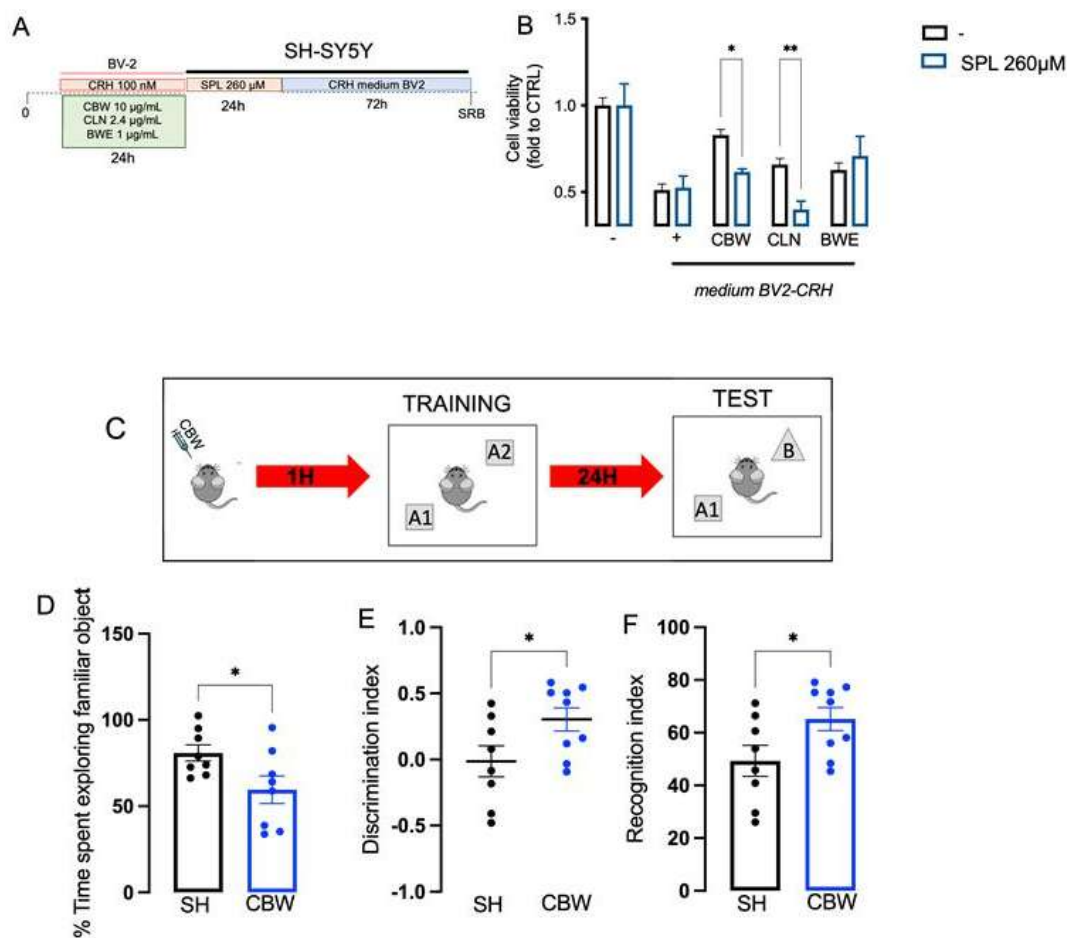 A
SH-SY5Y
BV-2
CRH 100 nM
SPL 260 µM
CRH medium BV2
0
CBW 10 µg/mL
CLN 2.4 µg/mL
BWE 1 µg/mL
24h
72h
SRB
24h
B
Cell viability
(fold to CTRL)
1.5
1.0
0.5
*
**
-
+
CBW
CLN
BWE
medium BV2-CRH
-
SPL 260µM
C
CBW
1H
TRAINING
A2
A1
24H
TEST
B
A1
D
% Time spent exploring familiar object
150
100
50
0
*
SH
CBW
E
Discrimination index
1.0
0.5
0.0
-0.5
-1.0
*
SH
CBW
F
Recognition index
100
80
60
40
20
0
*
SH
CBW